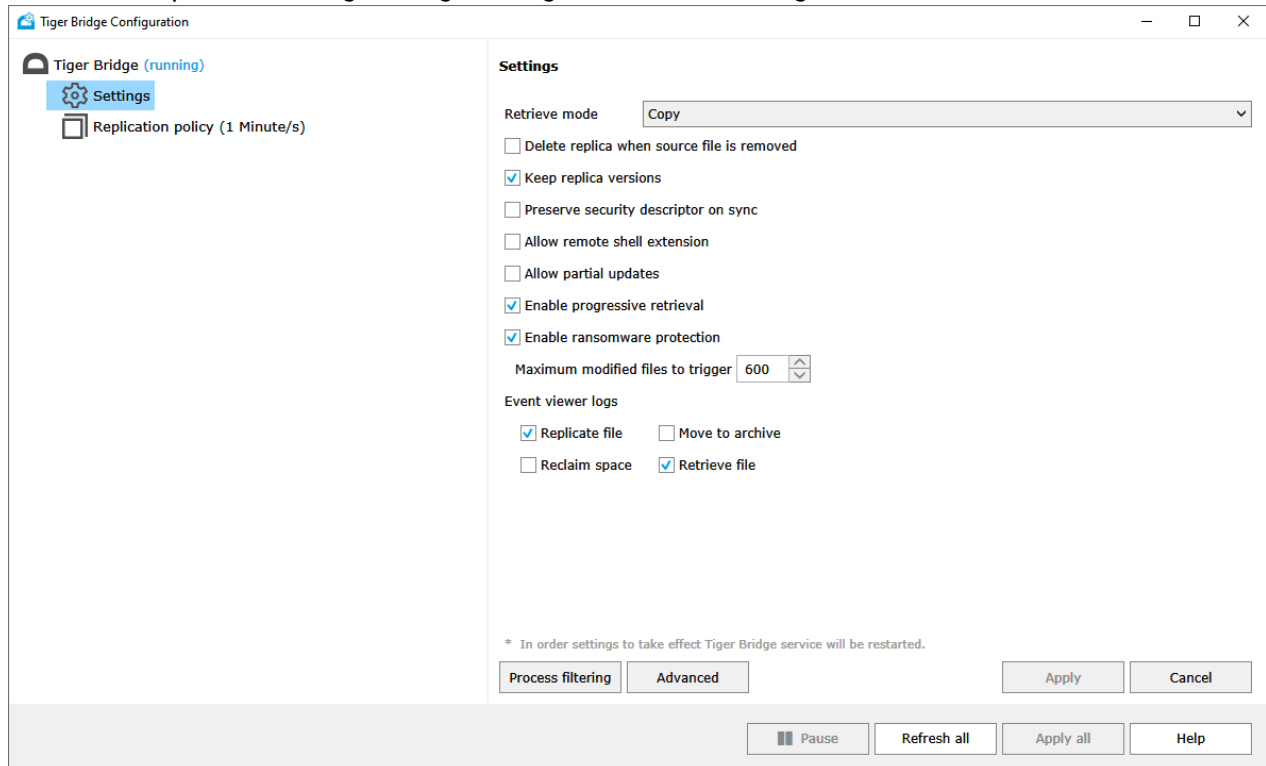 Tiger Bridge Configuration
Tiger Bridge (running)
Settings
Replication policy (1 Minute/s)
Settings
Retrieve mode Copy
Delete replica when source file is removed
Keep replica versions
Preserve security descriptor on sync
Allow remote shell extension
Allow partial updates
Enable progressive retrieval
Enable ransomware protection
Maximum modified files to trigger 600
Event viewer logs
Replicate file Move to archive
Reclaim space Retrieve file
* In order settings to take effect Tiger Bridge service will be restarted.
Process filtering Advanced Apply Cancel
Pause Refresh all Apply all Help